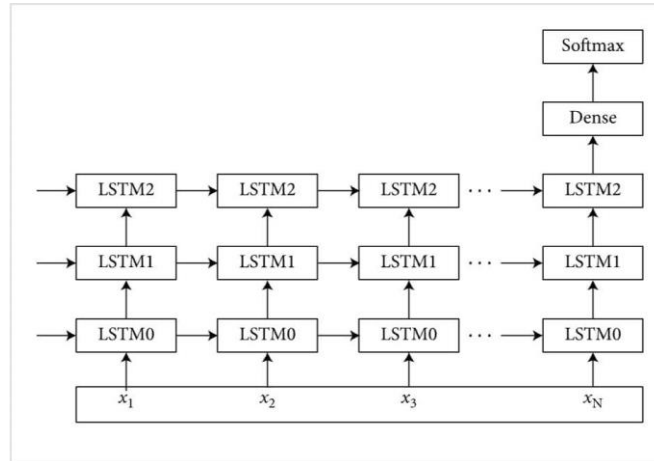 Softmax
Dense
LSTM2 LSTM2 LSTM2 ... LSTM2
LSTM1 LSTM1 LSTM1 ... LSTM1
LSTM0 LSTM0 LSTM0 ... LSTM0
x1 x2 x3 xN